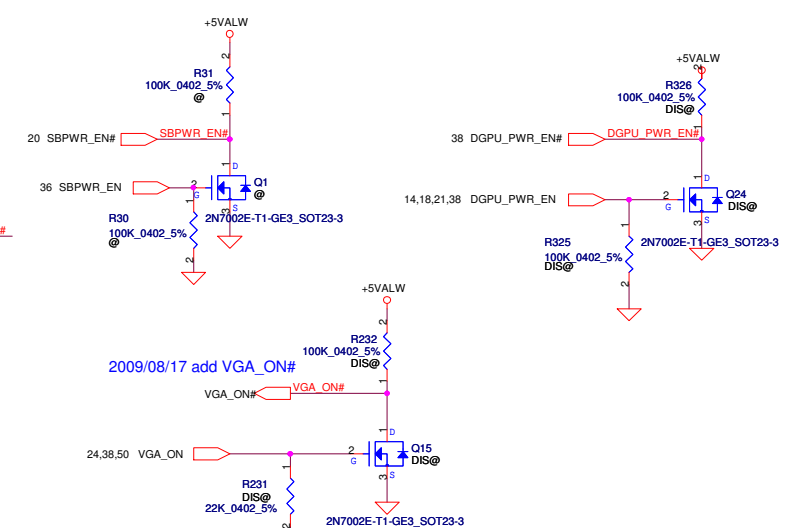 +5VALW
2
R31
100K_0402_5%
@
1
20 SBPWR_EN#
SBPWR_EN#
1
D
36 SBPWR_EN
2
G
Q1
@
3
S
2N7002E-T1-GE3_SOT23-3
1
R30
100K_0402_5%
@
2
#
+5VALW
2
R326
100K_0402_5%
DIS@
1
38 DGPU_PWR_EN#
DGPU_PWR_EN#
1
D
14,18,21,38 DGPU_PWR_EN
2
G
Q24
DIS@
3
S
2N7002E-T1-GE3_SOT23-3
1
R325
100K_0402_5%
DIS@
2
+5VALW
2
R232
100K_0402_5%
DIS@
1
2009/08/17 add VGA_ON#
VGA_ON#
VGA_ON#
1
D
24,38,50 VGA_ON
2
G
Q15
DIS@
3
S
1
R231
DIS@
22K_0402_5%
2
2N7002E-T1-GE3_SOT23-3